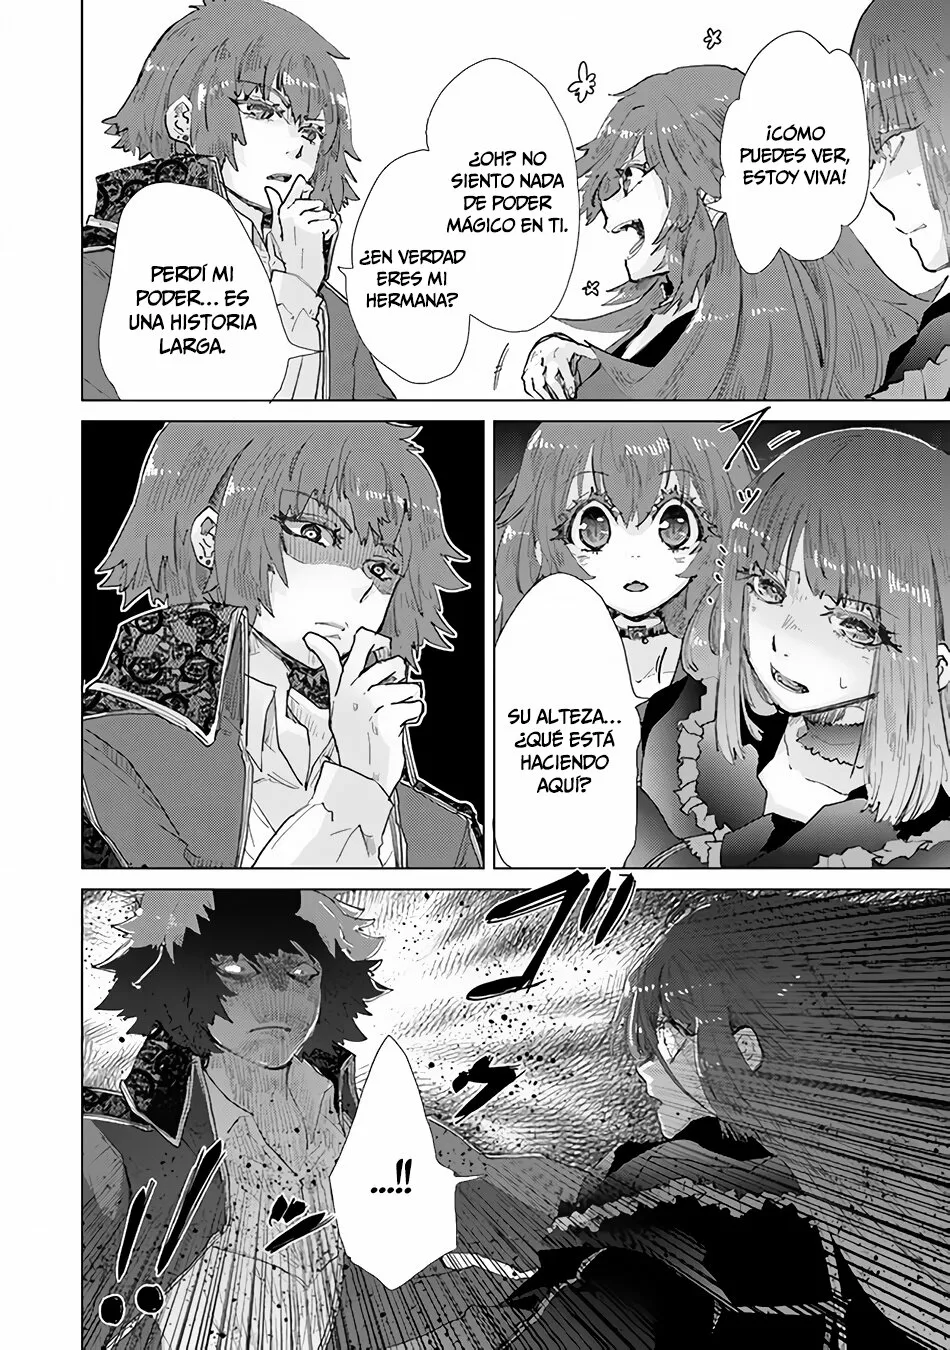 ¡CÓMO
PUEDES VER,
ESTOY VIVA!
¿OH? NO
SIENTO NADA
DE PODER
MÁGICO EN TI.
¿EN VERDAD
ERES MI
HERMANA?
PERDÍ MI
PODER... ES
UNA HISTORIA
LARGA.
SU ALTEZA...
¿QUÉ ESTÁ
HACIENDO
AQUÍ?
.....!!